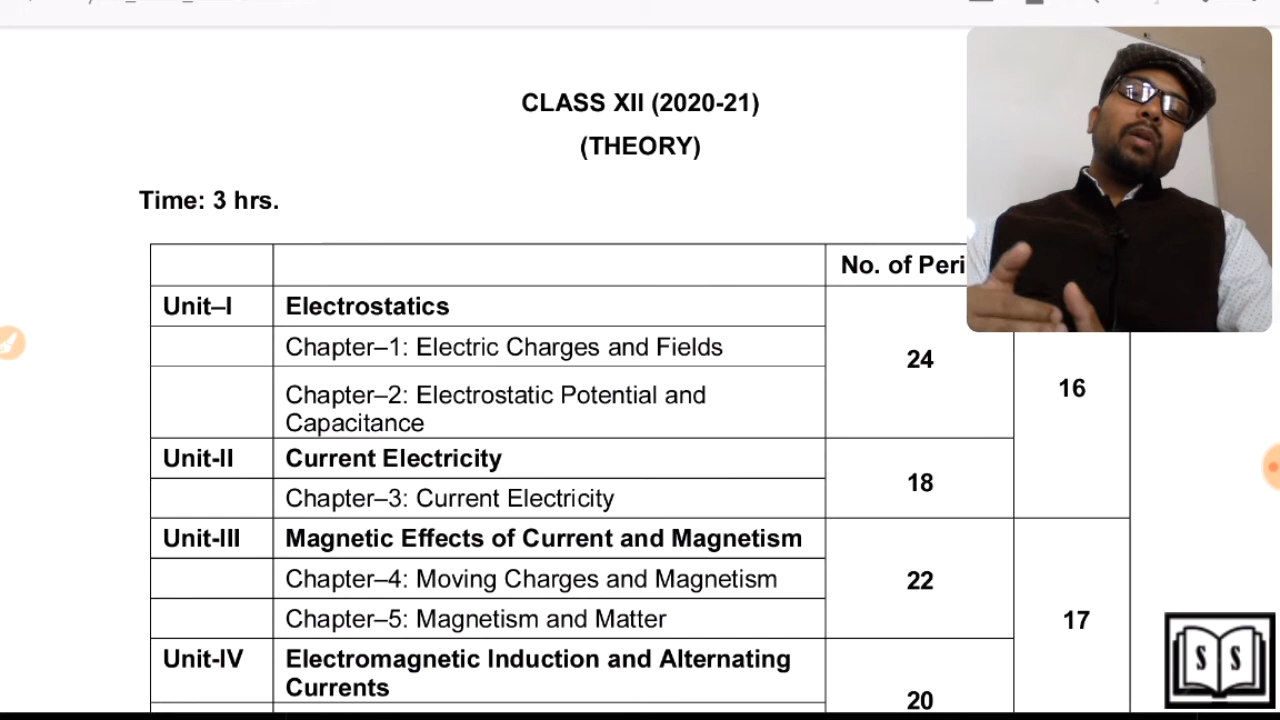 CLASS XII (2020-21)
(THEORY)
Time: 3 hrs.
No. of Peri
Unit–I Electrostatics
Chapter–1: Electric Charges and Fields
24
Chapter–2: Electrostatic Potential and
Capacitance
16
Unit-II Current Electricity
Chapter–3: Current Electricity
18
Unit-III Magnetic Effects of Current and Magnetism
Chapter–4: Moving Charges and Magnetism
22
Chapter–5: Magnetism and Matter
17
Unit-IV Electromagnetic Induction and Alternating
Currents
20
S S